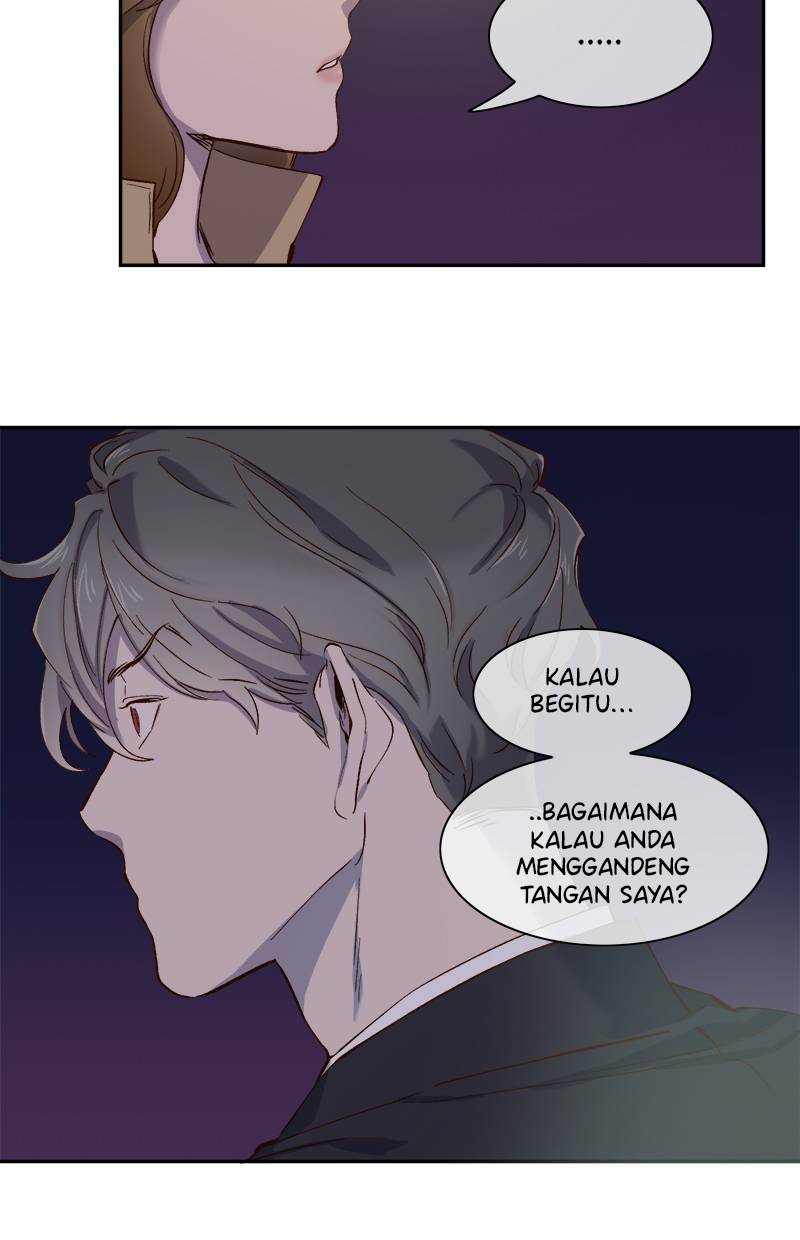 .....
KALAU
BEGITU...
..BAGAIMANA
KALAU ANDA
MENGGANDENG
TANGAN SAYA?